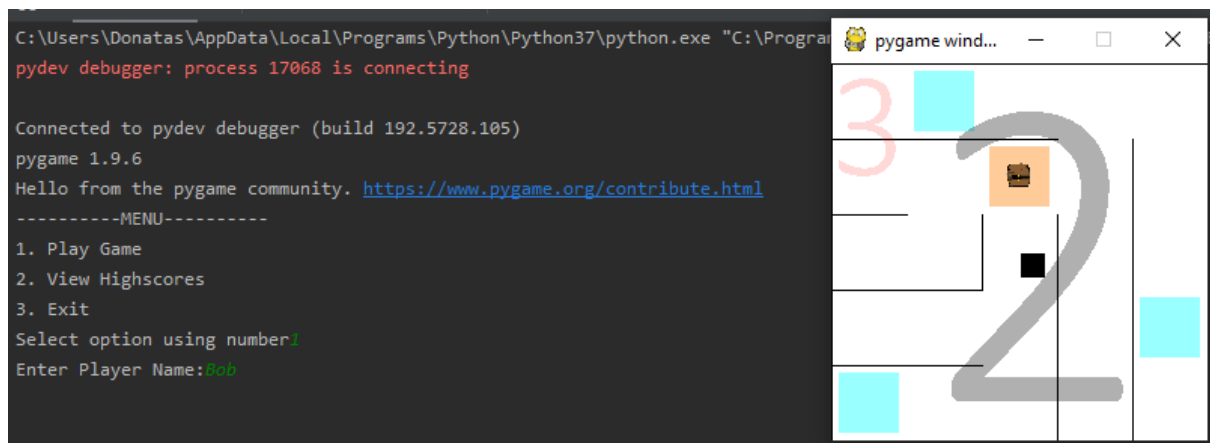 C:\Users\Donatas\AppData\Local\Programs\Python\Python37\python.exe "C:\Progra
pydev debugger: process 17068 is connecting
Connected to pydev debugger (build 192.5728.105)
pygame 1.9.6
Hello from the pygame community. https://www.pygame.org/contribute.html
----------MENU----------
1. Play Game
2. View Highscores
3. Exit
Select option using number1
Enter Player Name:Bob
pygame wind...
3
2